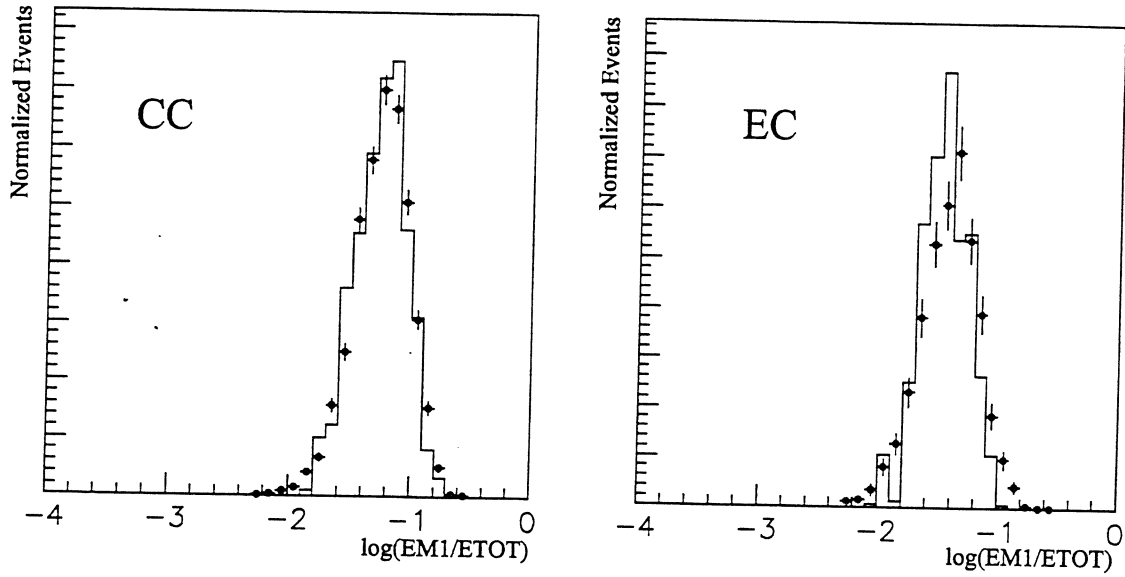 Normalized Events
CC
−4 −3 −2 −1 0
log(EM1/ETOT)
Normalized Events
EC
−4 −3 −2 −1 0
log(EM1/ETOT)